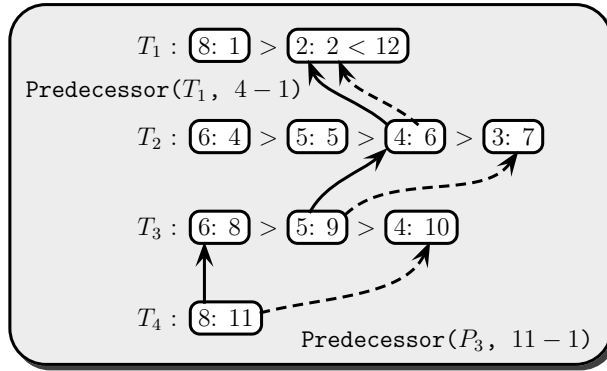 T₁ : 8: 1 > 2: 2 < 12
Predecessor(T₁, 4 − 1)
T₂ : 6: 4 > 5: 5 > 4: 6 > 3: 7
T₃ : 6: 8 > 5: 9 > 4: 10
T₄ : 8: 11
Predecessor(P₃, 11 − 1)